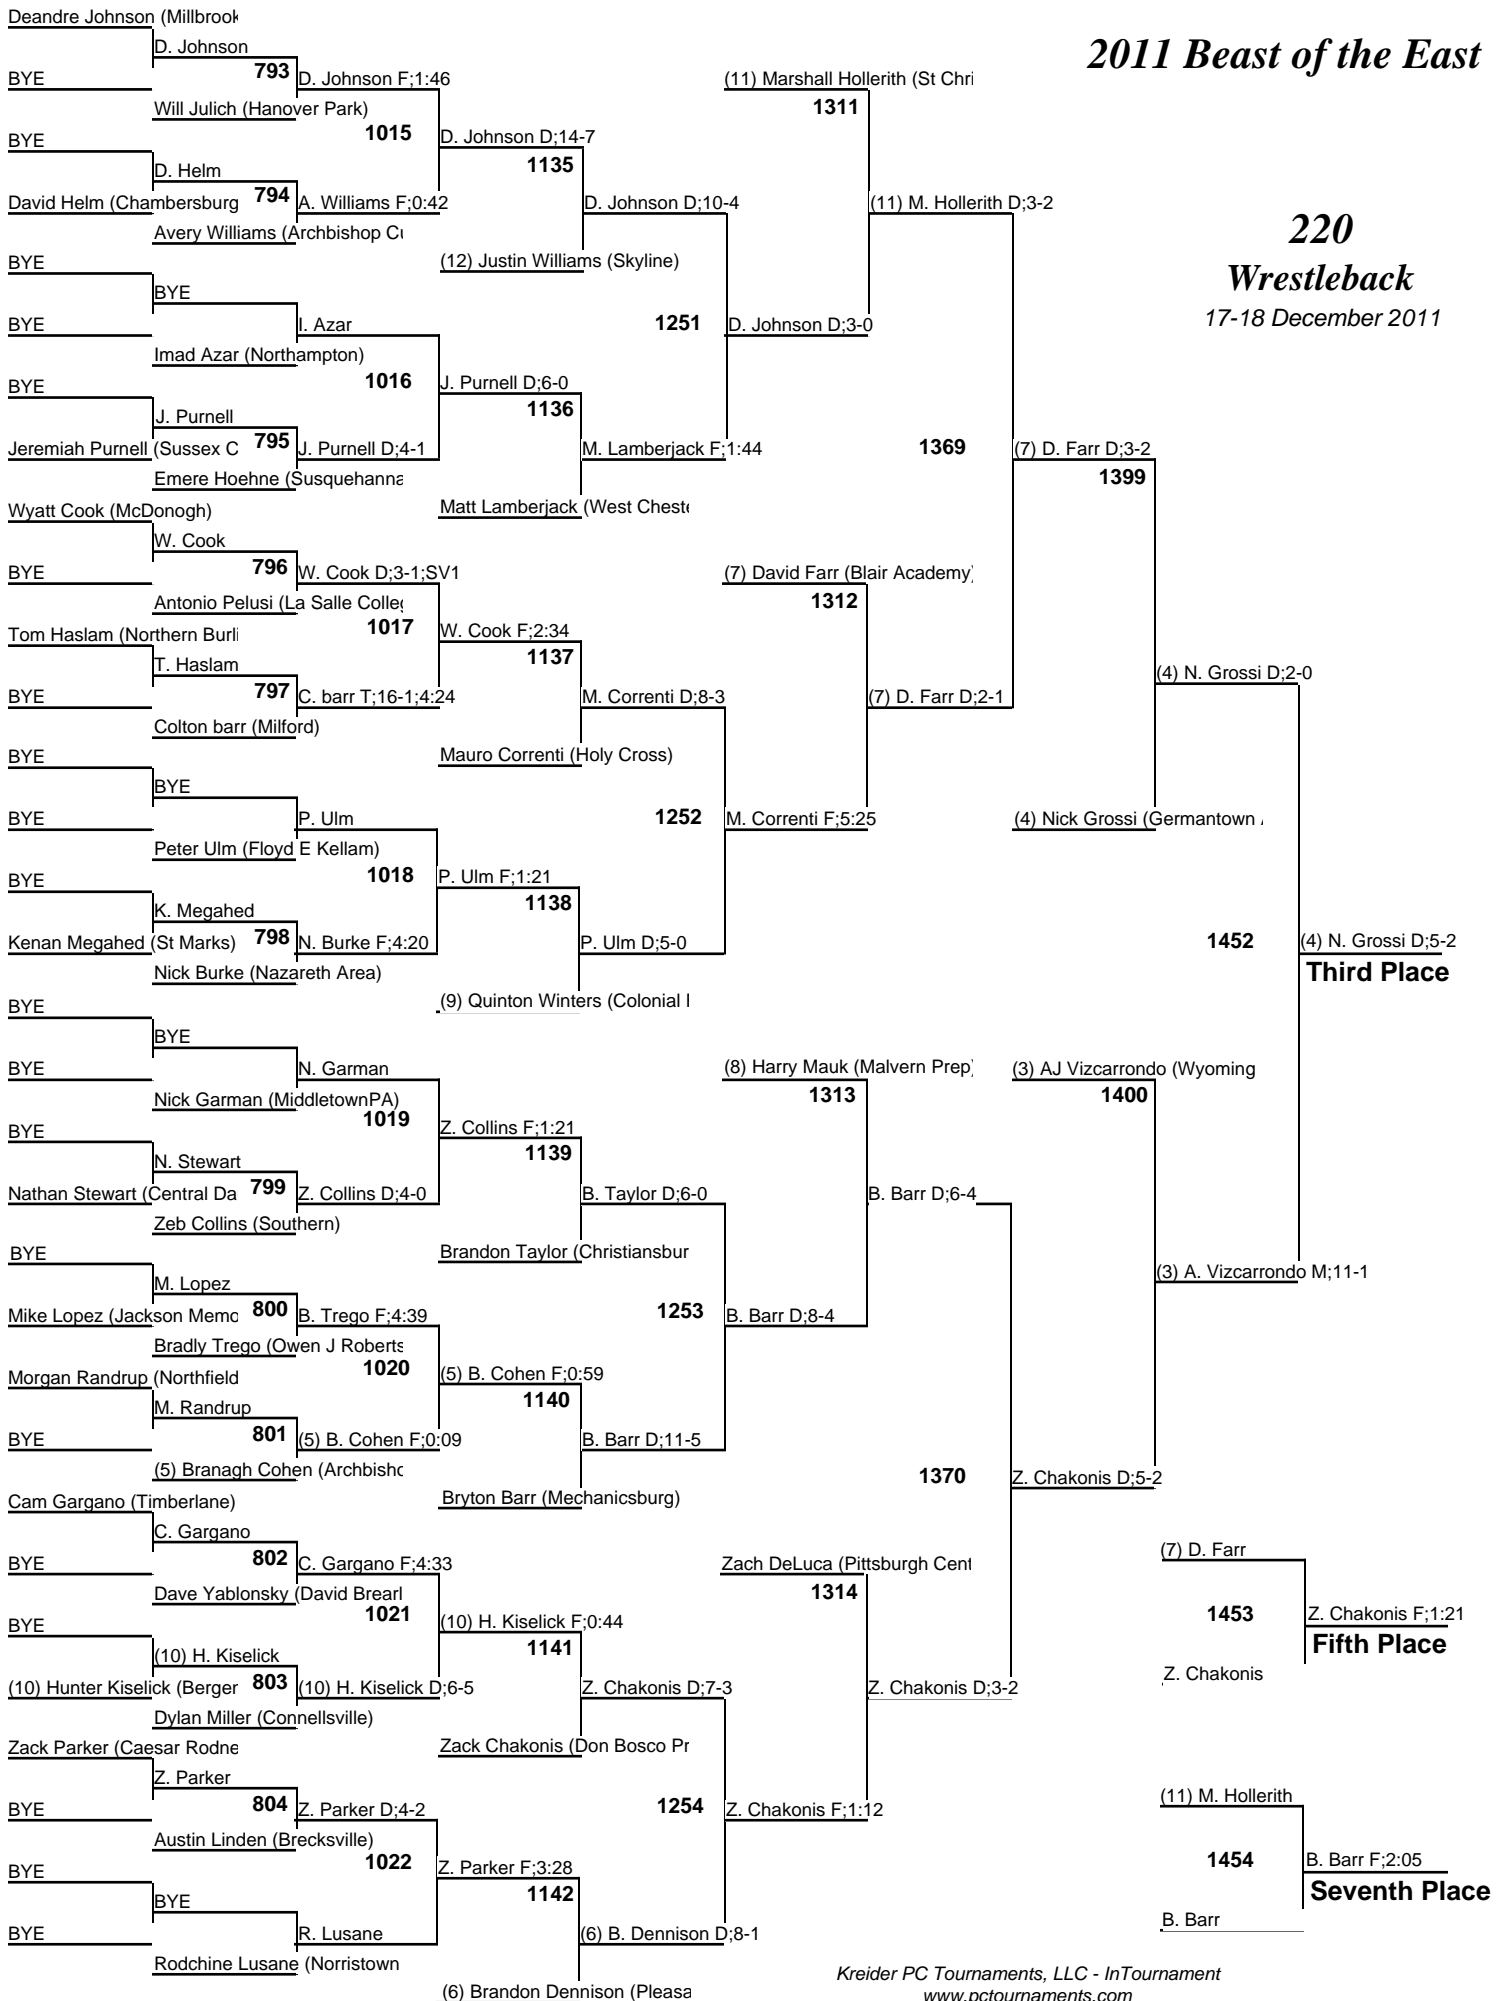 2011 Beast of the East
220
Wrestleback
17-18 December 2011
Deandre Johnson (Millbrook
D. Johnson
BYE
793
D. Johnson F;1:46
Will Julich (Hanover Park)
1015
BYE
D. Johnson D;14-7
1135
D. Helm
David Helm (Chambersburg
794
A. Williams F;0:42
D. Johnson D;10-4
Avery Williams (Archbishop
BYE
(12) Justin Williams (Skyline)
BYE
BYE
I. Azar
1251
D. Johnson D;3-0
Imad Azar (Northampton)
1016
BYE
J. Purnell D;6-0
1136
J. Purnell
Jeremiah Purnell (Sussex C
795
J. Purnell D;4-1
M. Lamberjack F;1:44
Emere Hoehne (Susquehanna
Matt Lamberjack (West Cheste
(11) Marshall Hollerith (St Chri
1311
(11) M. Hollerith D;3-2
1369
(7) D. Farr D;3-2
1399
Wyatt Cook (McDonogh)
W. Cook
BYE
796
W. Cook D;3-1;SV1
(7) David Farr (Blair Academy)
1312
Antonio Pelusi (La Salle Colleg
1017
Tom Haslam (Northern Burli
W. Cook F;2:34
1137
T. Haslam
(4) N. Grossi D;2-0
BYE
797
C. barr T;16-1;4:24
M. Correnti D;8-3
(7) D. Farr D;2-1
Colton barr (Milford)
BYE
Mauro Correnti (Holy Cross)
BYE
BYE
P. Ulm
1252
M. Correnti F;5:25
(4) Nick Grossi (Germantown
Peter Ulm (Floyd E Kellam)
1018
BYE
P. Ulm F;1:21
1138
K. Megahed
Kenan Megahed (St Marks)
798
N. Burke F;4:20
P. Ulm D;5-0
1452
(4) N. Grossi D;5-2
Third Place
Nick Burke (Nazareth Area)
BYE
(9) Quinton Winters (Colonial
BYE
BYE
N. Garman
(8) Harry Mauk (Malvern Prep)
1313
(3) AJ Vizcarrondo (Wyoming
1400
Nick Garman (MiddletownPA)
1019
BYE
Z. Collins F;1:21
1139
N. Stewart
Nathan Stewart (Central Da
799
Z. Collins D;4-0
B. Taylor D;6-0
B. Barr D;6-4
Zeb Collins (Southern)
BYE
Brandon Taylor (Christiansbur
M. Lopez
(3) A. Vizcarrondo M;11-1
Mike Lopez (Jackson Memo
800
B. Trego F;4:39
1253
B. Barr D;8-4
Bradly Trego (Owen J Roberts
1020
Morgan Randrup (Northfield
(5) B. Cohen F;0:59
1140
M. Randrup
BYE
801
(5) B. Cohen F;0:09
B. Barr D;11-5
(5) Branagh Cohen (Archbisho
1370
Z. Chakonis D;5-2
Cam Gargano (Timberlane)
Bryton Barr (Mechanicsburg)
C. Gargano
BYE
802
C. Gargano F;4:33
Zach DeLuca (Pittsburgh Cent
1314
Dave Yablonsky (David Brearl
1021
BYE
(10) H. Kiselick F;0:44
1141
(10) H. Kiselick
(10) Hunter Kiselick (Berger
803
(10) H. Kiselick D;6-5
Z. Chakonis D;7-3
Z. Chakonis D;3-2
Dylan Miller (Connellsville)
Zack Parker (Caesar Rodne
Zack Chakonis (Don Bosco Pr
Z. Parker
BYE
804
Z. Parker D;4-2
1254
Z. Chakonis F;1:12
Austin Linden (Brecksville)
1022
BYE
Z. Parker F;3:28
1142
BYE
BYE
R. Lusane
(6) B. Dennison D;8-1
Rodchine Lusane (Norristown
(6) Brandon Dennison (Pleasa
(7) D. Farr
1453
Z. Chakonis F;1:21
Fifth Place
Z. Chakonis
(11) M. Hollerith
1454
B. Barr F;2:05
Seventh Place
B. Barr
Kreider PC Tournaments, LLC - InTournament
www.pctournaments.com